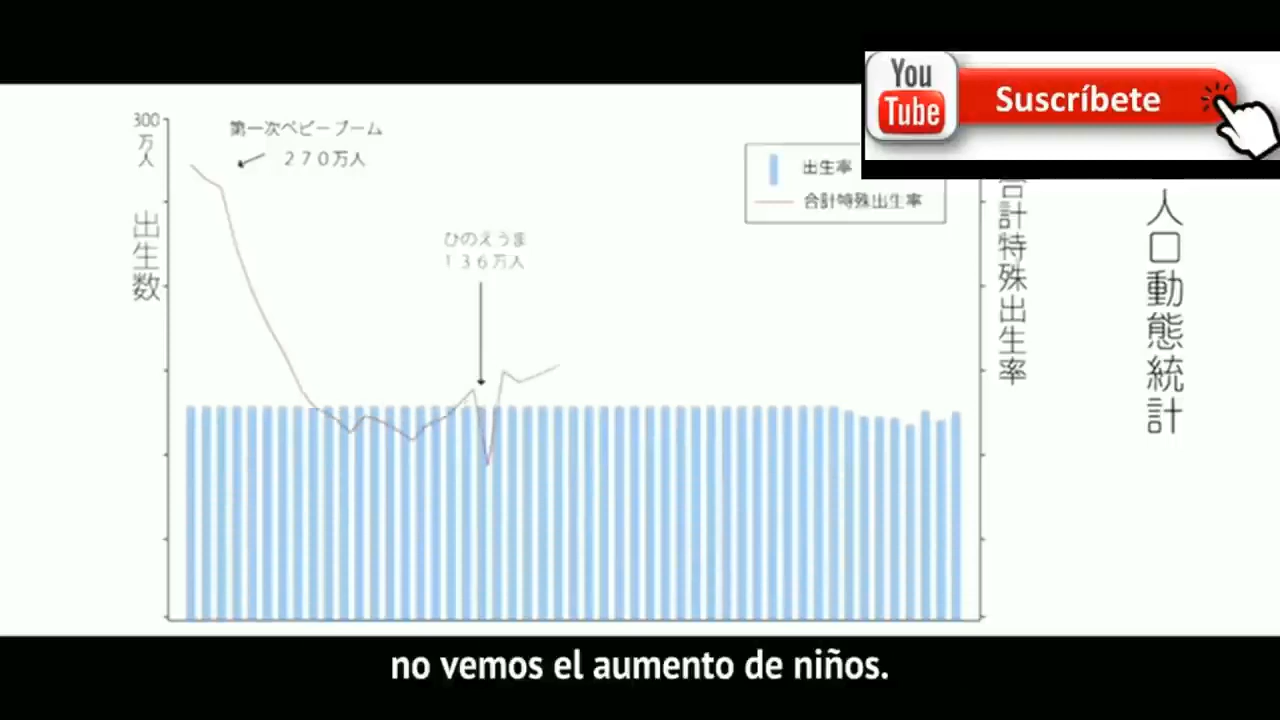 You
Tube
Suscríbete
300
万
人
第一次ベビーブーム
270万人
出生数
ひのえうま
136万人
出生率
合計特殊出生率
合計特殊出生率
人口動態統計
no vemos el aumento de niños.